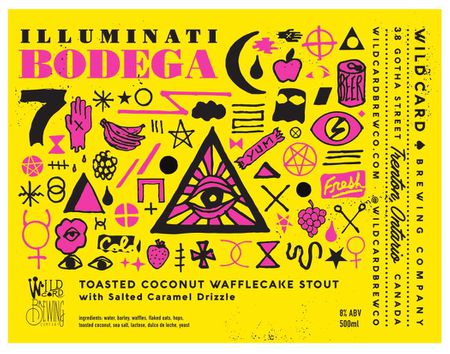 ILLUMINATI
BODEGA
7
BEER
YUM
Fresh
TOASTED COCONUT WAFFLECAKE STOUT
with Salted Caramel Drizzle
ingredients: water, barley, waffles, flaked oats, hops,
toasted coconut, sea salt, lactose, dulce de leche, yeast
8% ABV
500ml
WiLD
CARD
BREWING
COMPANY
WILD CARD BREWING COMPANY
38 GOTHA STREET Trenton, Ontario CANADA
WILDCARDBREWCO.COM @WILDCARDBREWCO